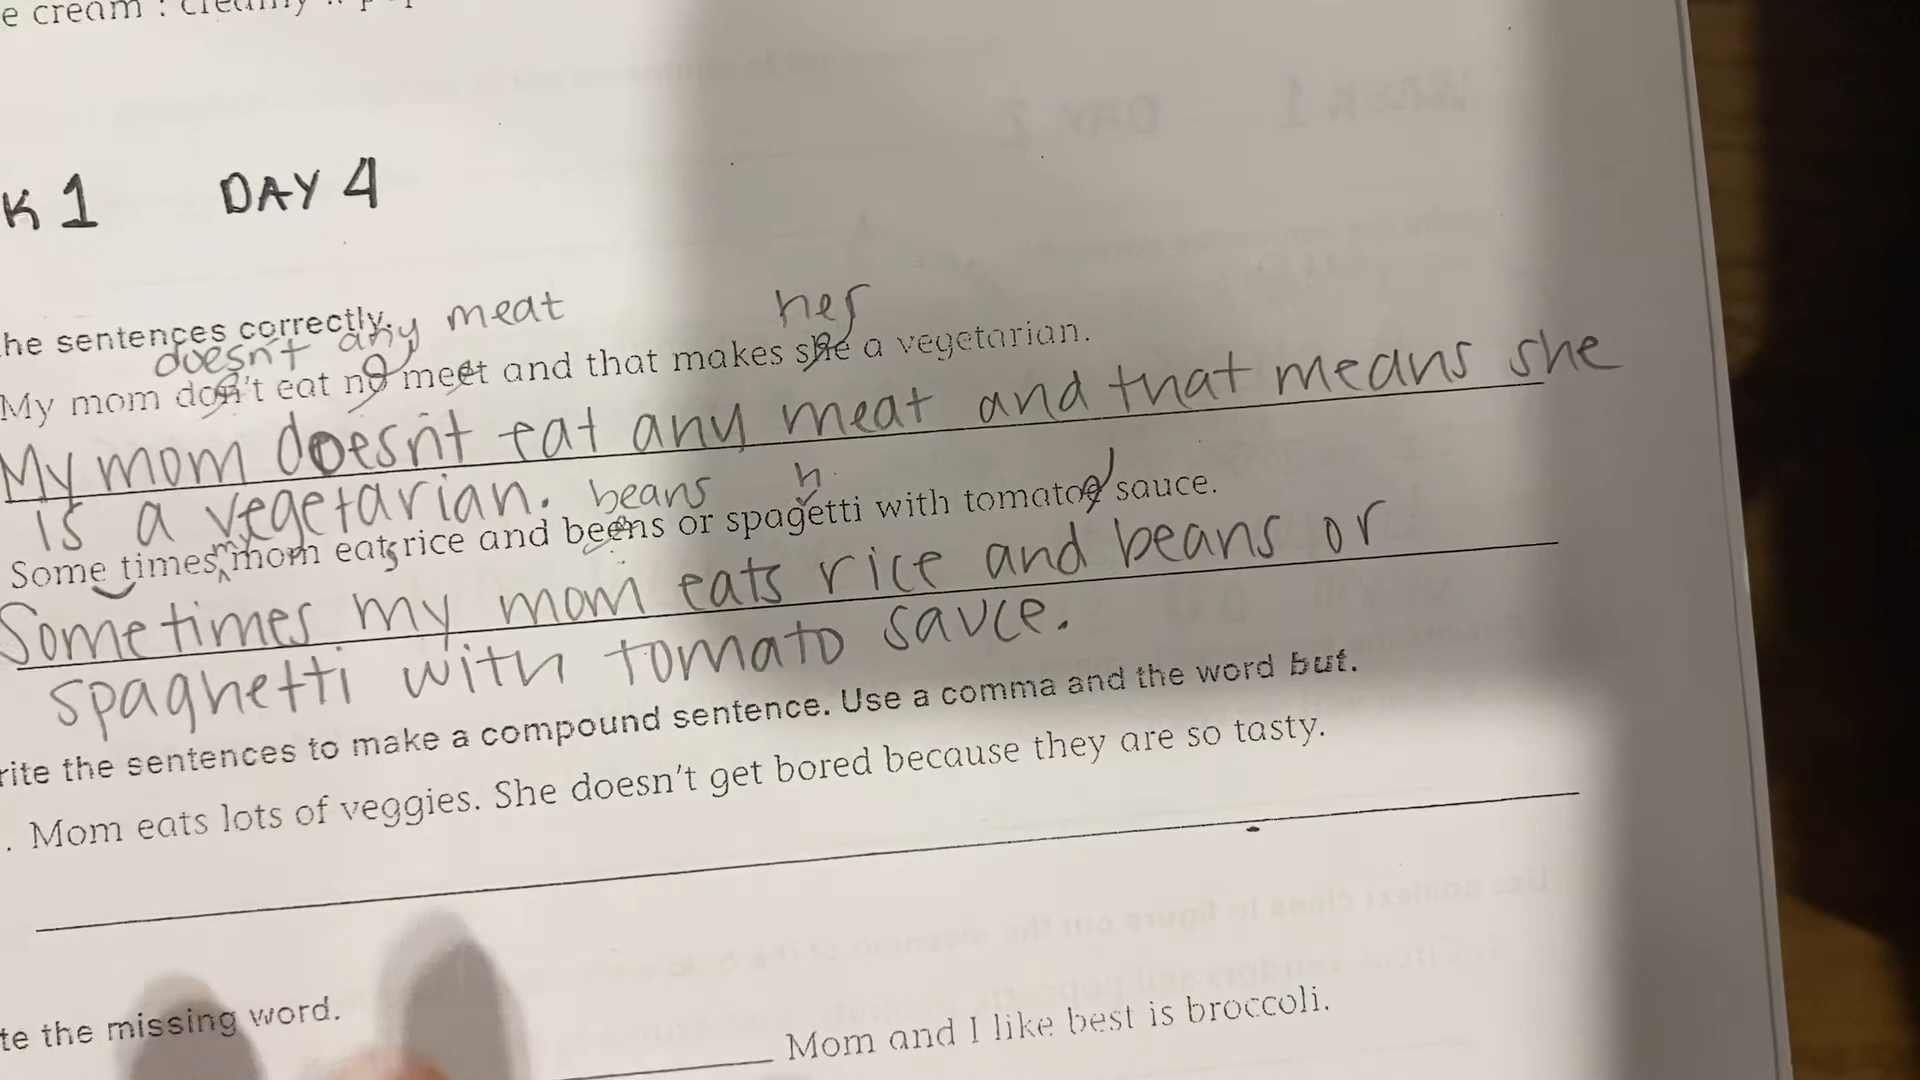 e cream : creamy ::
K 1 DAY 4
he sentences correctly.
meat
her
doesn't any
My mom don't eat no meet and that makes she a vegetarian.
My mom doesn't eat any meat and that means she
is a vegetarian.
beans
h
Some times, mom eat rice and beens or spagetti with tomatoe sauce.
my
s
Sometimes my mom eats rice and beans or
spaghetti with tomato sauce.
rite the sentences to make a compound sentence. Use a comma and the word but.
. Mom eats lots of veggies. She doesn't get bored because they are so tasty.
te the missing word.
Mom and I like best is broccoli.